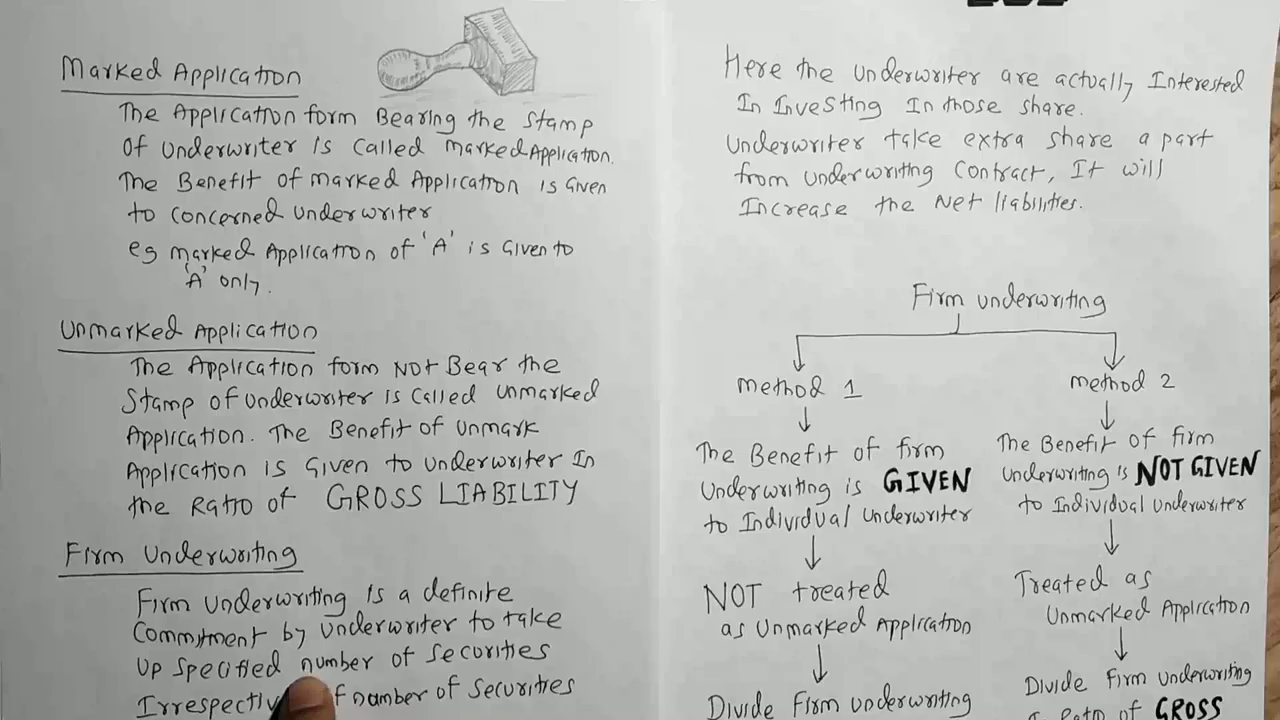 Marked Application
The Application form Bearing the Stamp
Of Underwriter is called Marked Application.
The Benefit of marked Application is Given
to concerned underwriter
eg marked Application of 'A' is Given to
'A' only.
Unmarked Application
The Application form NOT Bear the
Stamp of underwriter is called unmarked
Application. The Benefit of Unmark
Application is Given to Underwriter In
the Ratio of GROSS LIABILITY
Firm Underwriting
Firm underwriting is a definite
Commitment by underwriter to take
up specified number of securities
Irrespectiv f number of securities
Here the underwriter are actually Interested
In Investing In those share.
Underwriter take extra share a part
from underwriting contract, It will
Increase the Net liabilities.
Firm underwriting
method 1
method 2
The Benefit of firm
Underwriting is GIVEN
to Individual underwriter
NOT treated
as Unmarked Application
Divide Firm underwriting
The Benefit of firm
Underwriting is NOT GIVEN
to Individual underwriter
Treated as
Unmarked Application
Divide Firm underwriting
Ratio of GROSS